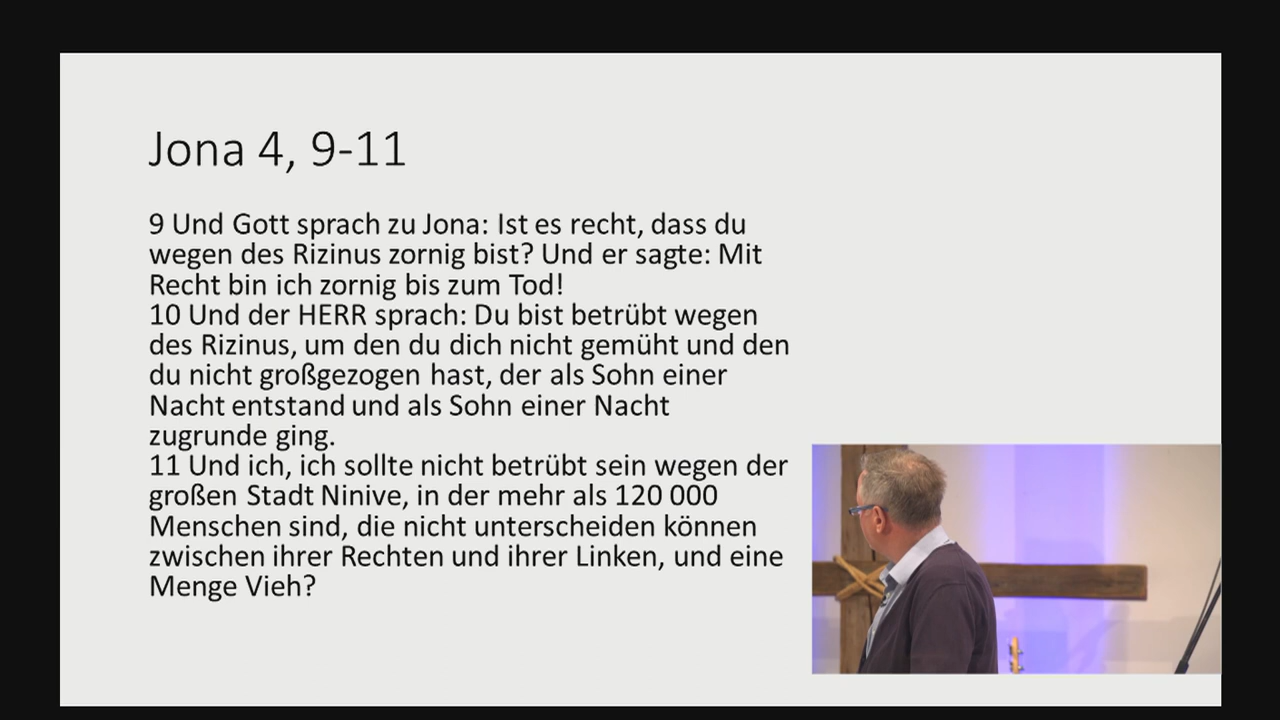 Jona 4, 9-11
9 Und Gott sprach zu Jona: Ist es recht, dass du
wegen des Rizinus zornig bist? Und er sagte: Mit
Recht bin ich zornig bis zum Tod!
10 Und der HERR sprach: Du bist betrübt wegen
des Rizinus, um den du dich nicht gemüht und den
du nicht großgezogen hast, der als Sohn einer
Nacht entstand und als Sohn einer Nacht
zugrunde ging.
11 Und ich, ich sollte nicht betrübt sein wegen der
großen Stadt Ninive, in der mehr als 120 000
Menschen sind, die nicht unterscheiden können
zwischen ihrer Rechten und ihrer Linken, und eine
Menge Vieh?